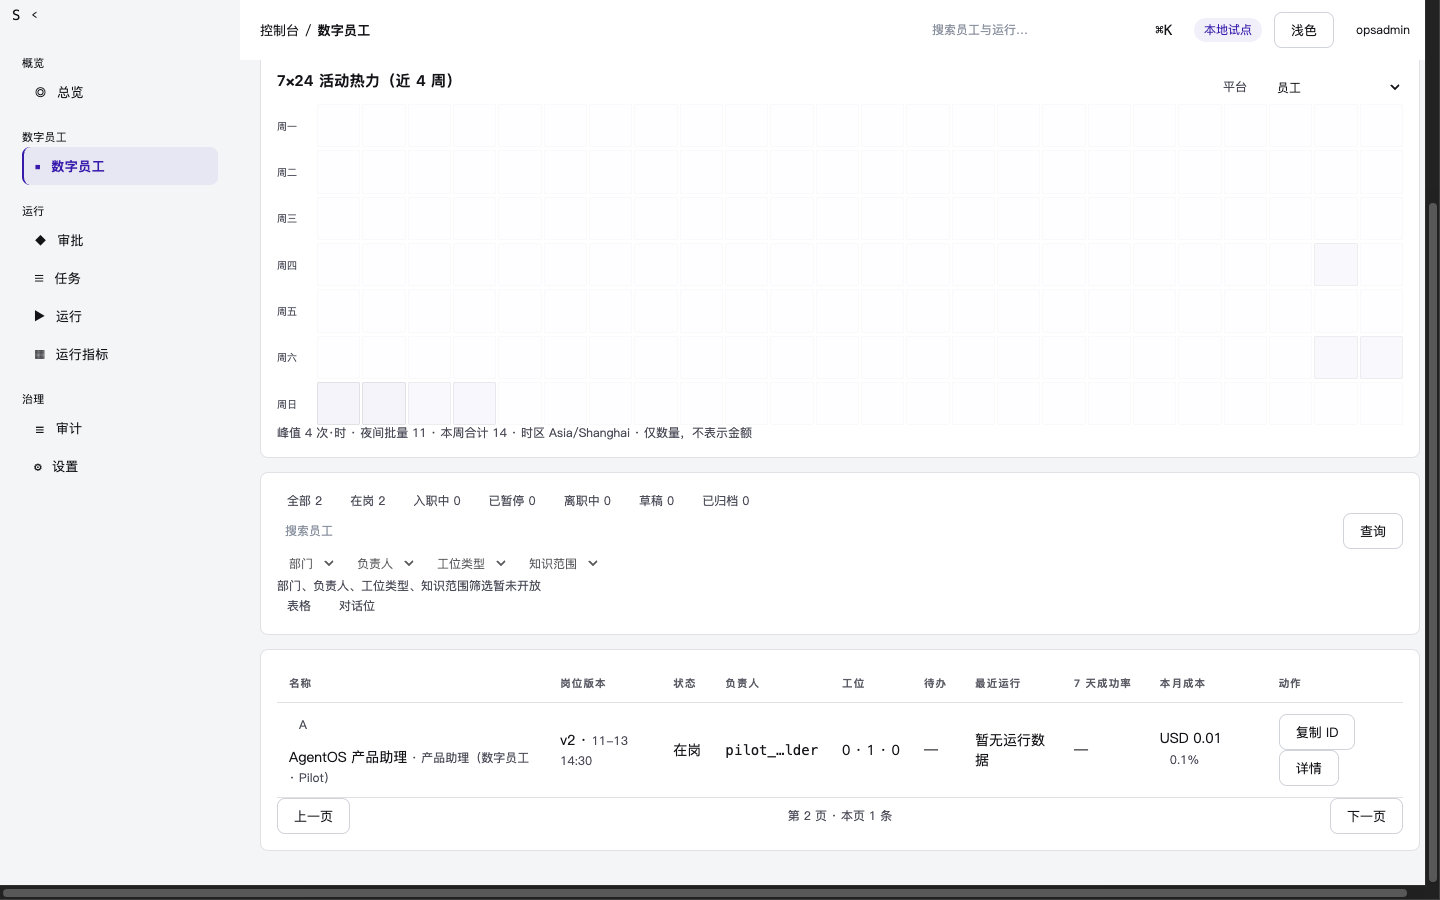 S <
控制台 / 数字员工
搜索员工与运行…
⌘K
本地试点
浅色
opsadmin
概览
总览
数字员工
数字员工
运行
审批
任务
运行
运行指标
治理
审计
设置
7×24 活动热力（近 4 周）
平台
员工
周一
周二
周三
周四
周五
周六
周日
峰值 4 次·时 · 夜间批量 11 · 本周合计 14 · 时区 Asia/Shanghai · 仅数量，不表示金额
全部 2 在岗 2 入职中 0 已暂停 0 离职中 0 草稿 0 已归档 0
搜索员工
查询
部门 负责人 工位类型 知识范围
部门、负责人、工位类型、知识范围筛选暂未开放
表格 对话位
名称 岗位版本 状态 负责人 工位 待办 最近运行 7 天成功率 本月成本 动作
A
AgentOS 产品助理 · 产品助理（数字员工
· Pilot）
v2 · 11–13
14:30
在岗
pilot_…lder
0 · 1 · 0
—
暂无运行数
据
—
USD 0.01
0.1%
复制 ID
详情
上一页
第 2 页 · 本页 1 条
下一页